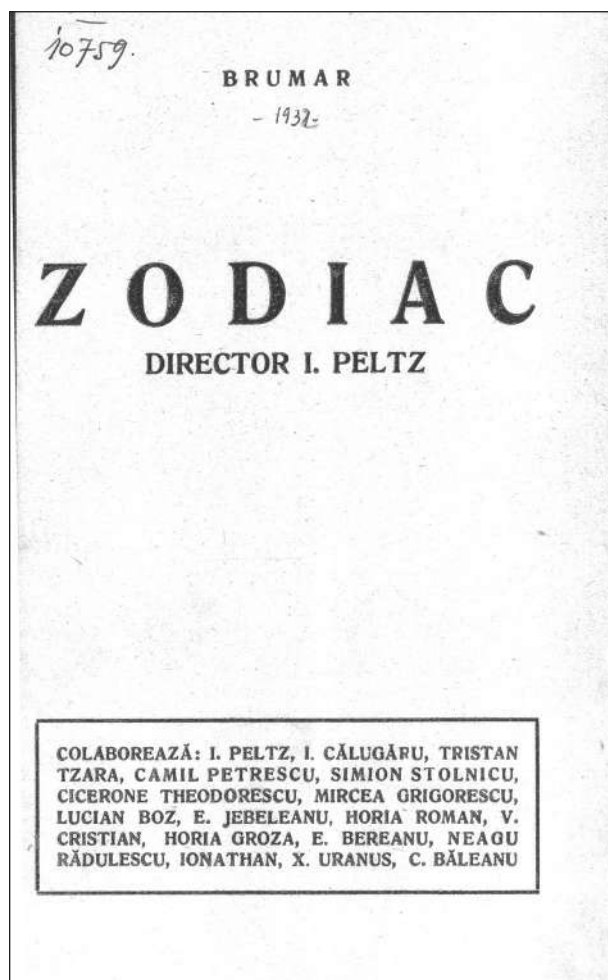 10759.
BRUMAR
- 1932-
ZODIAC
DIRECTOR I. PELTZ
COLABOREAZĂ: I. PELTZ, I. CĂLUGĂRU, TRISTAN
TZARA, CAMIL PETRESCU, SIMION STOLNICU,
CICERONE THEODORESCU, MIRCEA GRIGORESCU,
LUCIAN BOZ, E. JEBELEANU, HORIA ROMAN, V.
CRISTIAN, HORIA GROZA, E. BEREANU, NEAGU
RĂDULESCU, IONATHAN, X. URANUS, C. BĂLEANU